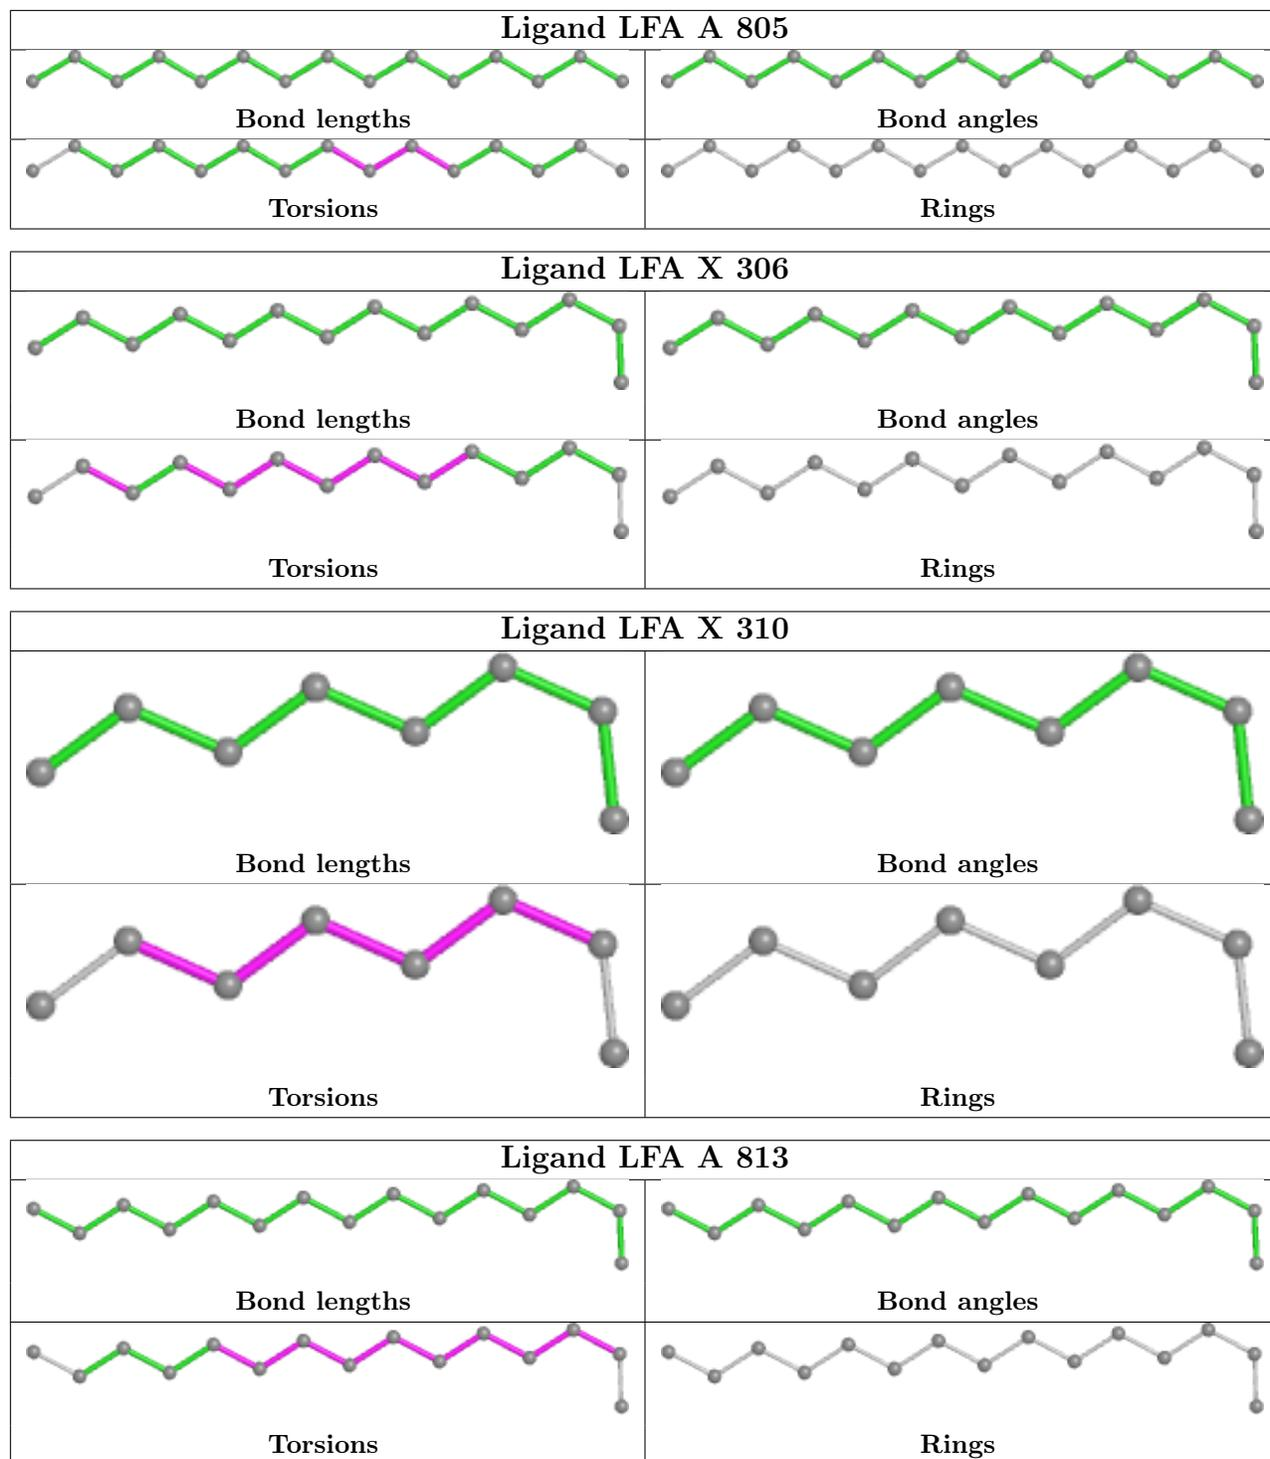 Ligand LFA A 805
Bond lengths
Bond angles
Torsions
Rings
Ligand LFA X 306
Bond lengths
Bond angles
Torsions
Rings
Ligand LFA X 310
Bond lengths
Bond angles
Torsions
Rings
Ligand LFA A 813
Bond lengths
Bond angles
Torsions
Rings